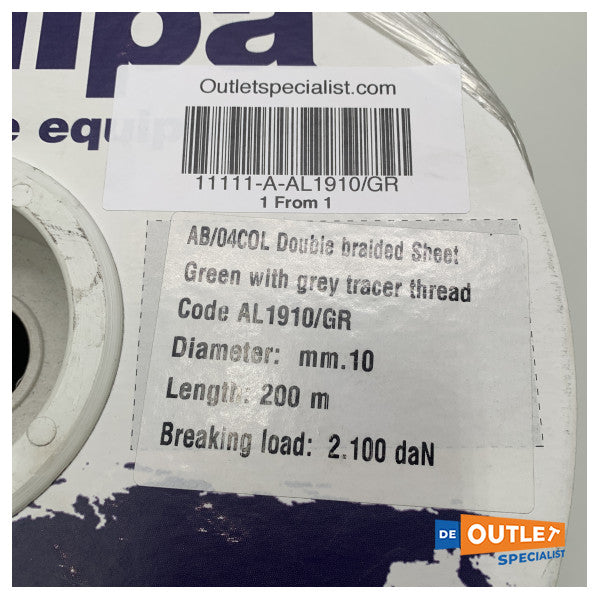 Outletspecialist.com
e equip
11111-A-AL1910/GR
1 From 1
AB/04COL Double braided Sheet
Green with grey tracer thread
Code AL1910/GR
Diameter: mm.10
Length: 200 m
Breaking load: 2.100 daN
DE OUTLET
SPECIALIST